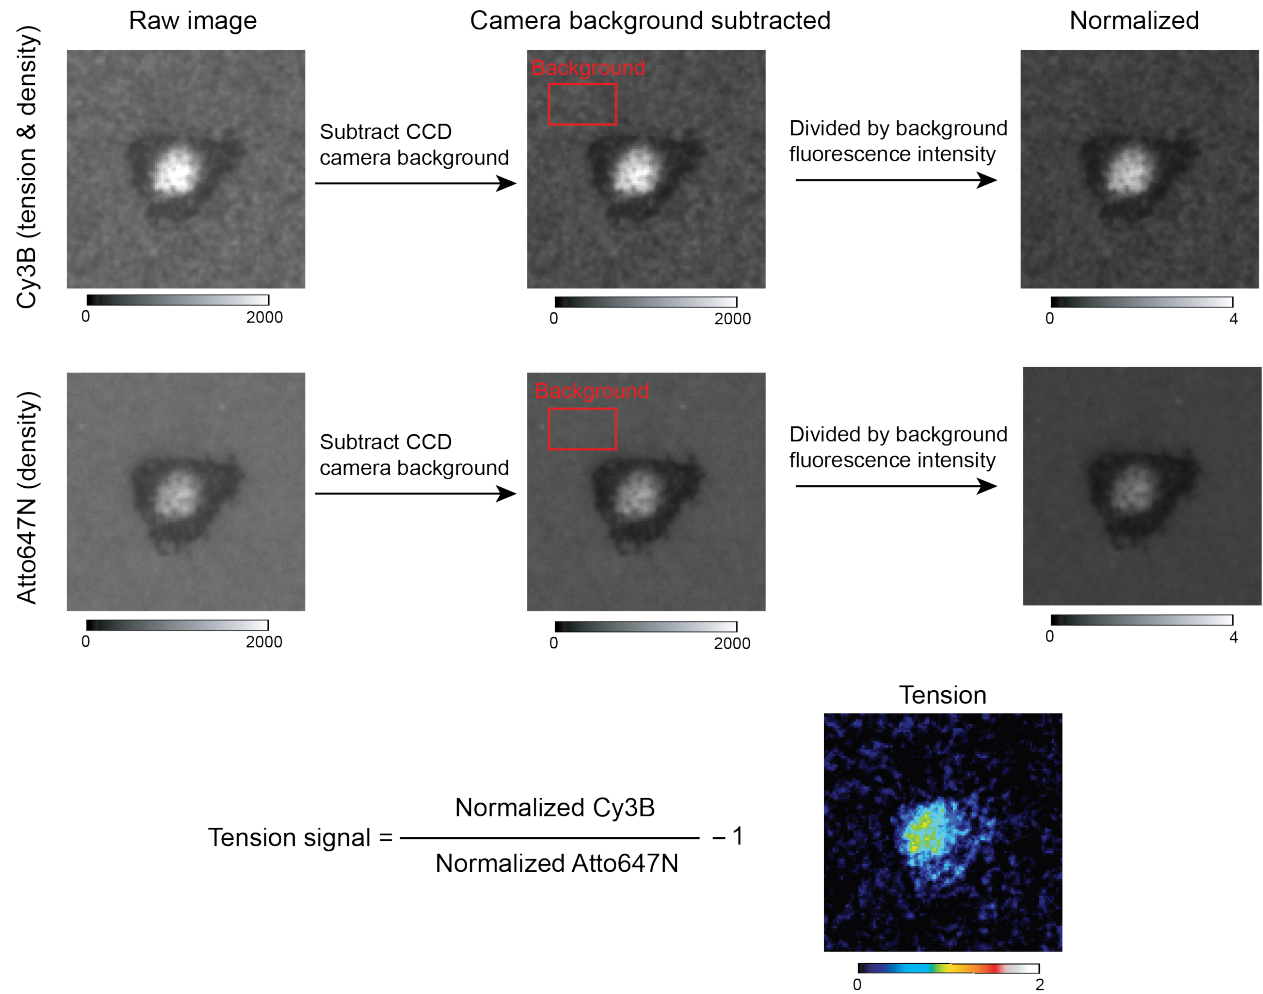 Raw image
Camera background subtracted
Normalized
Cy3B (tension & density)
Background
Subtract CCD
camera background
Divided by background
fluorescence intensity
0 2000
0 2000
0 4
Atto647N (density)
Background
Subtract CCD
camera background
Divided by background
fluorescence intensity
0 2000
0 2000
0 4
Tension
Normalized Cy3B
Tension signal = – 1
Normalized Atto647N
0 2